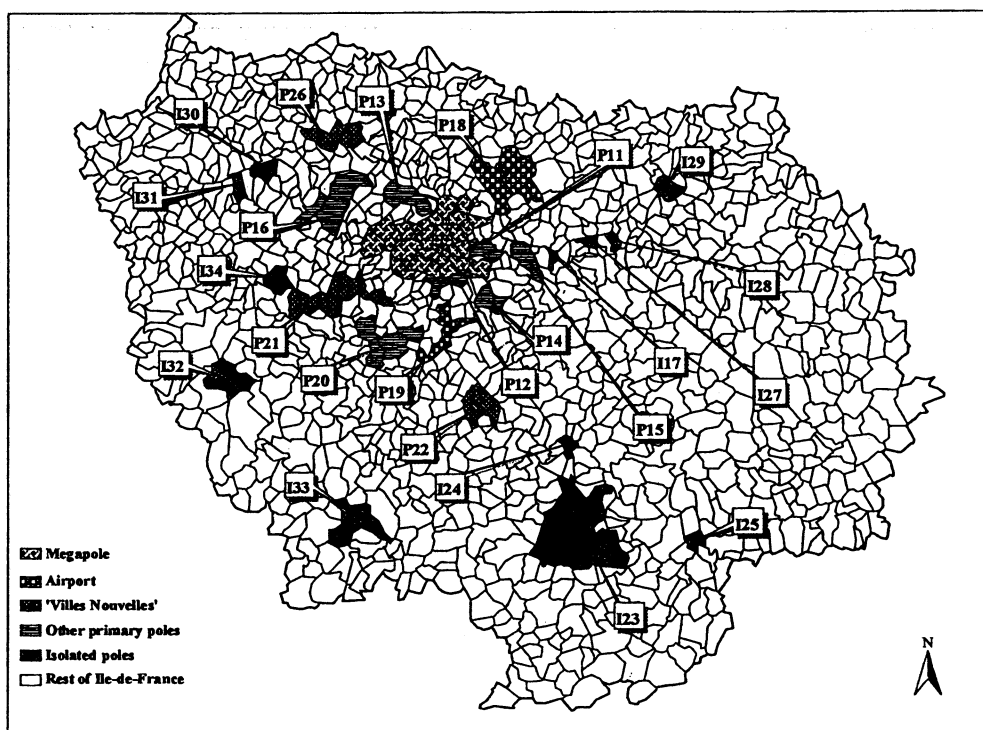 P26
P13
I30
P18
P11
I29
I31
P16
I34
I28
P21
P14
I32
P20
I17
P19
P12
I27
P15
P22
I24
I33
I25
I23
Megapole
Airport
'Villes Nouvelles'
Other primary poles
Isolated poles
Rest of Ile-de-France
N